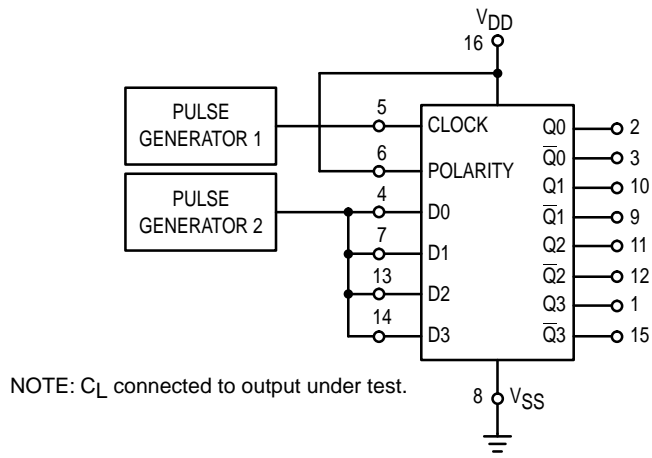 VDD
16
PULSE
GENERATOR 1
5
CLOCK
Q0
2
6
POLARITY
Q̅0
3
PULSE
GENERATOR 2
4
D0
Q1
10
7
D1
Q̅1
9
Q2
11
13
D2
Q̅2
12
14
D3
Q3
1
Q̅3
15
NOTE: CL connected to output under test.
8
VSS